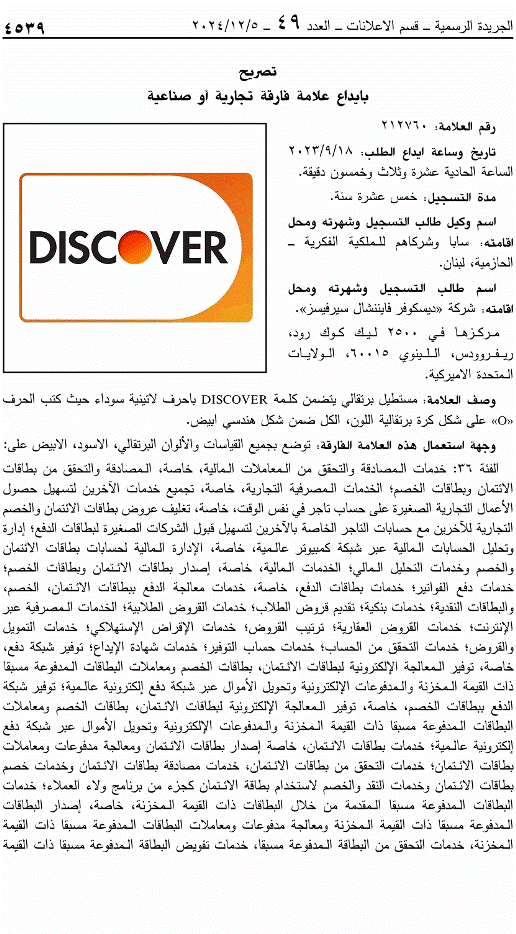 الجريدة الرسمية ــ قسم الاعلانات ــ العدد ٤٩ ــ ٢٠٢٤/١٢/٥
٤٥٣٩
تصريح
بايداع علامة فارقة تجارية أو صناعية
رقم العلامة: ٢١٢٧٦٠
تاريخ وساعة ايداع الطلب: ٢٠٢٣/٩/١٨
الساعة الحادية عشرة وثلاث وخمسون دقيقة.
مدة التسجيل: خمس عشرة سنة.
اسم وكيل طالب التسجيل وشهرته ومحل
اقامته: سابا وشركاهم للملكية الفكرية ــ
الحازمية، لبنان.
اسم طالب التسجيل وشهرته ومحل
اقامته: شركة «ديسكوفر فايننشال سيرفيسز».
مركزها في ٢٥٠٠ ليك كوك رود،
ريفروودس، اللينوي ٦٠٠١٥، الولايات
المتحدة الاميركية.
DISCOVER
وصف العلامة: مستطيل برتقالي يتضمن كلمة DISCOVER بأحرف لاتينية سوداء حيث كتب الحرف
«O» على شكل كرة برتقالية اللون، الكل ضمن شكل هندسي ابيض.
وجهة استعمال هذه العلامة الفارقة: توضع بجميع القياسات والألوان البرتقالي، الاسود، الابيض على:
الفئة ٣٦: خدمات المصادقة والتحقق من المعاملات المالية، خاصة، المصادقة والتحقق من بطاقات
الائتمان وبطاقات الخصم؛ الخدمات المصرفية التجارية، خاصة، تجميع خدمات الآخرين لتسهيل حصول
الأعمال التجارية الصغيرة على حساب تاجر في نفس الوقت، خاصة، تغليف عروض بطاقات الائتمان والخصم
التجارية للآخرين مع حسابات التاجر الخاصة بالآخرين لتسهيل قبول الشركات الصغيرة لبطاقات الدفع؛ إدارة
وتحليل الحسابات المالية عبر شبكة كمبيوتر عالمية، خاصة، الإدارة المالية لحسابات بطاقات الائتمان
والخصم وخدمات التحليل المالي؛ الخدمات المالية، خاصة، إصدار بطاقات الائتمان وبطاقات الخصم؛
خدمات دفع الفواتير؛ خدمات بطاقات الدفع، خاصة، خدمات معالجة الدفع ببطاقات الائتمان، الخصم،
والبطاقات النقدية؛ خدمات بنكية؛ تقديم قروض الطلاب؛ خدمات القروض الطلابية؛ الخدمات المصرفية عبر
الإنترنت؛ خدمات القروض العقارية؛ ترتيب القروض؛ خدمات الإقراض الإستهلاكي؛ خدمات التمويل
والقروض؛ خدمات التحقق من الحساب؛ خدمات حساب التوفير؛ خدمات شهادة الإيداع؛ توفير شبكة دفع،
خاصة، توفير المعالجة الإلكترونية لبطاقات الائتمان، بطاقات الخصم ومعاملات البطاقات المدفوعة مسبقا
ذات القيمة المخزنة والمدفوعات الإلكترونية وتحويل الأموال عبر شبكة دفع إلكترونية عالمية؛ توفير شبكة
الدفع ببطاقات الخصم، خاصة، توفير المعالجة الإلكترونية لبطاقات الائتمان، بطاقات الخصم ومعاملات
البطاقات المدفوعة مسبقا ذات القيمة المخزنة والمدفوعات الإلكترونية وتحويل الأموال عبر شبكة دفع
إلكترونية عالمية؛ خدمات بطاقات الائتمان، خاصة إصدار بطاقات الائتمان ومعالجة مدفوعات ومعاملات
بطاقات الائتمان؛ خدمات التحقق من بطاقات الائتمان، خدمات مصادقة بطاقات الائتمان وخدمات خصم
بطاقات الائتمان وخدمات النقد والخصم لاستخدام بطاقة الائتمان كجزء من برنامج ولاء العملاء؛ خدمات
البطاقات المدفوعة مسبقا المقدمة من خلال البطاقات ذات القيمة المخزنة، خاصة، إصدار البطاقات
المدفوعة مسبقا ذات القيمة المخزنة ومعالجة مدفوعات ومعاملات البطاقات المدفوعة مسبقا ذات القيمة
المخزنة، خدمات التحقق من البطاقة المدفوعة مسبقا، خدمات تفويض البطاقة المدفوعة مسبقا ذات القيمة